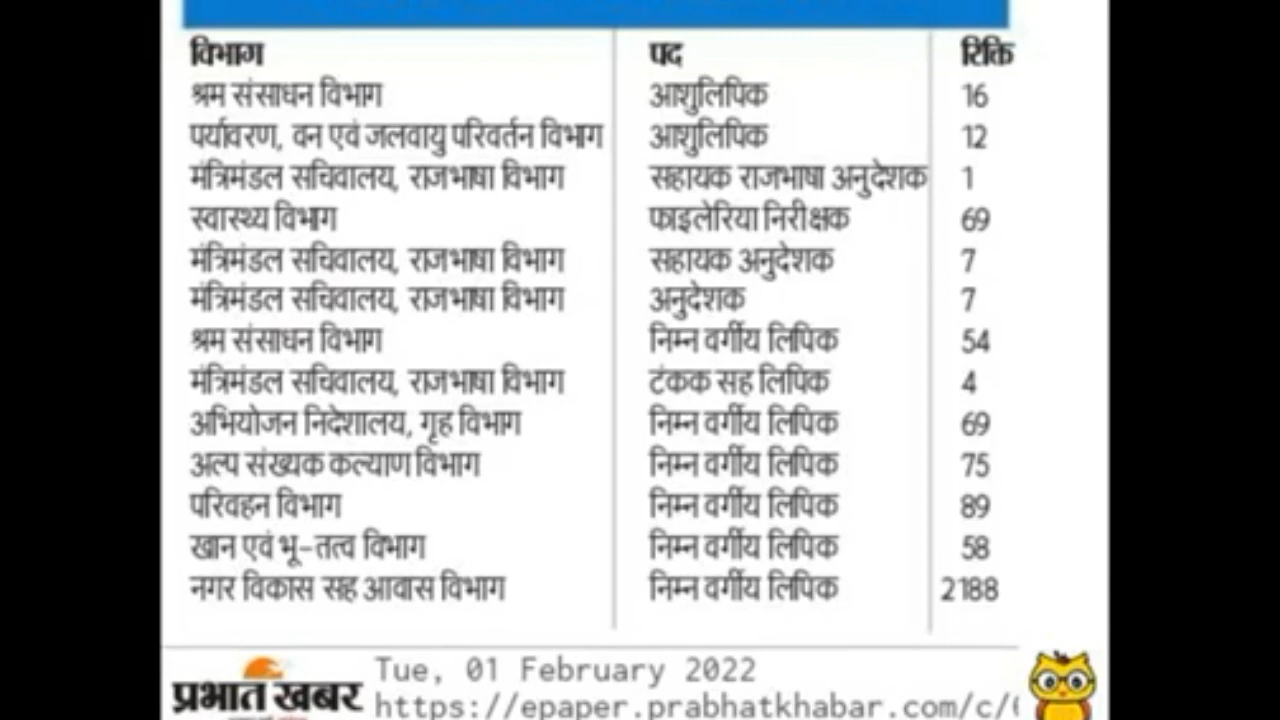 विभाग पद रिक्ति
श्रम संसाधन विभाग आशुलिपिक 16
पर्यावरण, वन एवं जलवायु परिवर्तन विभाग आशुलिपिक 12
मंत्रिमंडल सचिवालय, राजभाषा विभाग सहायक राजभाषा अनुदेशक 1
स्वास्थ्य विभाग फाइलेरिया निरीक्षक 69
मंत्रिमंडल सचिवालय, राजभाषा विभाग सहायक अनुदेशक 7
मंत्रिमंडल सचिवालय, राजभाषा विभाग अनुदेशक 7
श्रम संसाधन विभाग निम्न वर्गीय लिपिक 54
मंत्रिमंडल सचिवालय, राजभाषा विभाग टंकक सह लिपिक 4
अभियोजन निदेशालय, गृह विभाग निम्न वर्गीय लिपिक 69
अल्प संख्यक कल्याण विभाग निम्न वर्गीय लिपिक 75
परिवहन विभाग निम्न वर्गीय लिपिक 89
खान एवं भू-तत्व विभाग निम्न वर्गीय लिपिक 58
नगर विकास सह आवास विभाग निम्न वर्गीय लिपिक 2188
प्रभात खबर Tue, 01 February 2022
https://epaper.prabhatkhabar.com/c/